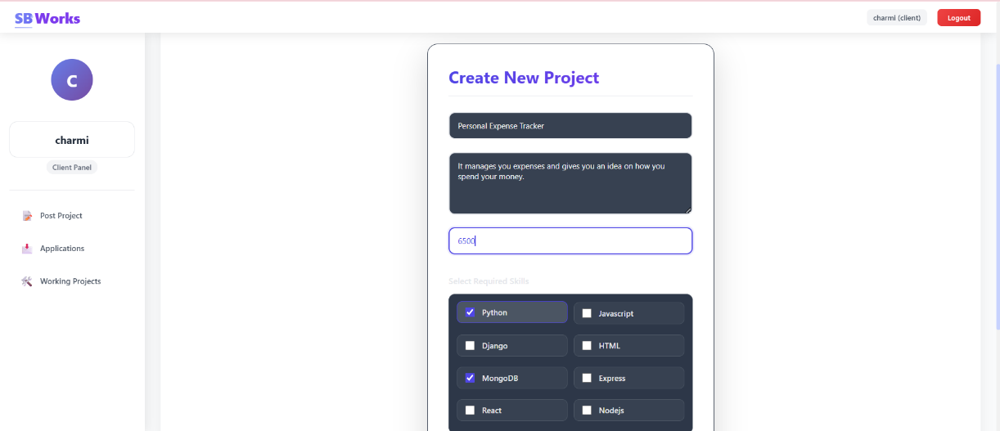 SB Works
charmi (client)
Logout
C
charmi
Client Panel
Post Project
Applications
Working Projects
Create New Project
Personal Expense Tracker
It manages you expenses and gives you an idea on how you
spend your money.
6500
Select Required Skills
Python
Javascript
Django
HTML
MongoDB
Express
React
Nodejs